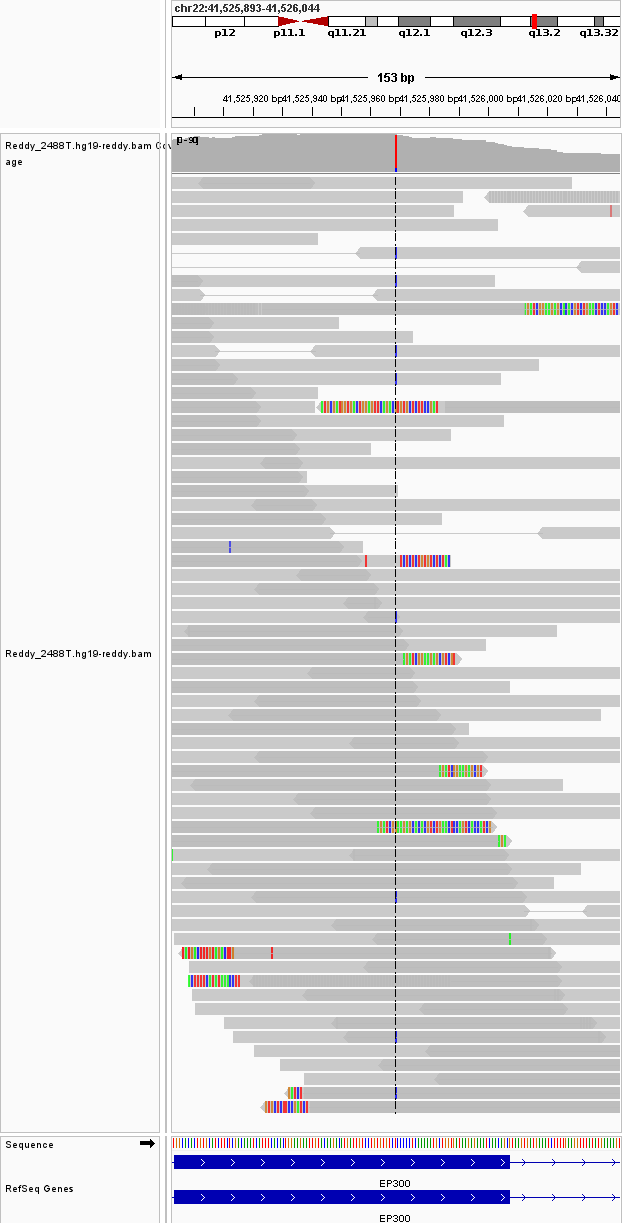 chr22:41,525,893-41,526,044
p12 p11.1 q11.21 q12.1 q12.3 q13.2 q13.32
153 bp
41,525,920 bp 41,525,940 bp 41,525,960 bp 41,525,980 bp 41,526,000 bp 41,526,020 bp 41,526,040
Reddy_2488T.hg19-reddy.bam Cov
age
Reddy_2488T.hg19-reddy.bam
Sequence
EP300
RefSeq Genes
EP300